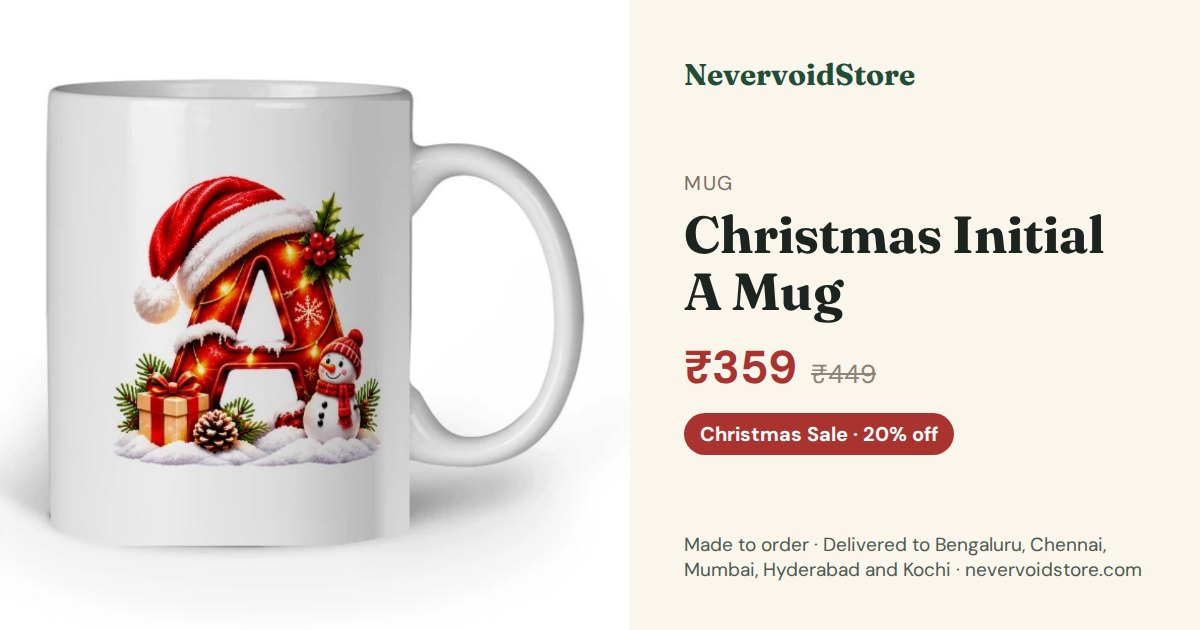 A
NevervoidStore
MUG
Christmas Initial
A Mug
₹359 ₹449
Christmas Sale · 20% off
Made to order · Delivered to Bengaluru, Chennai,
Mumbai, Hyderabad and Kochi · nevervoidstore.com